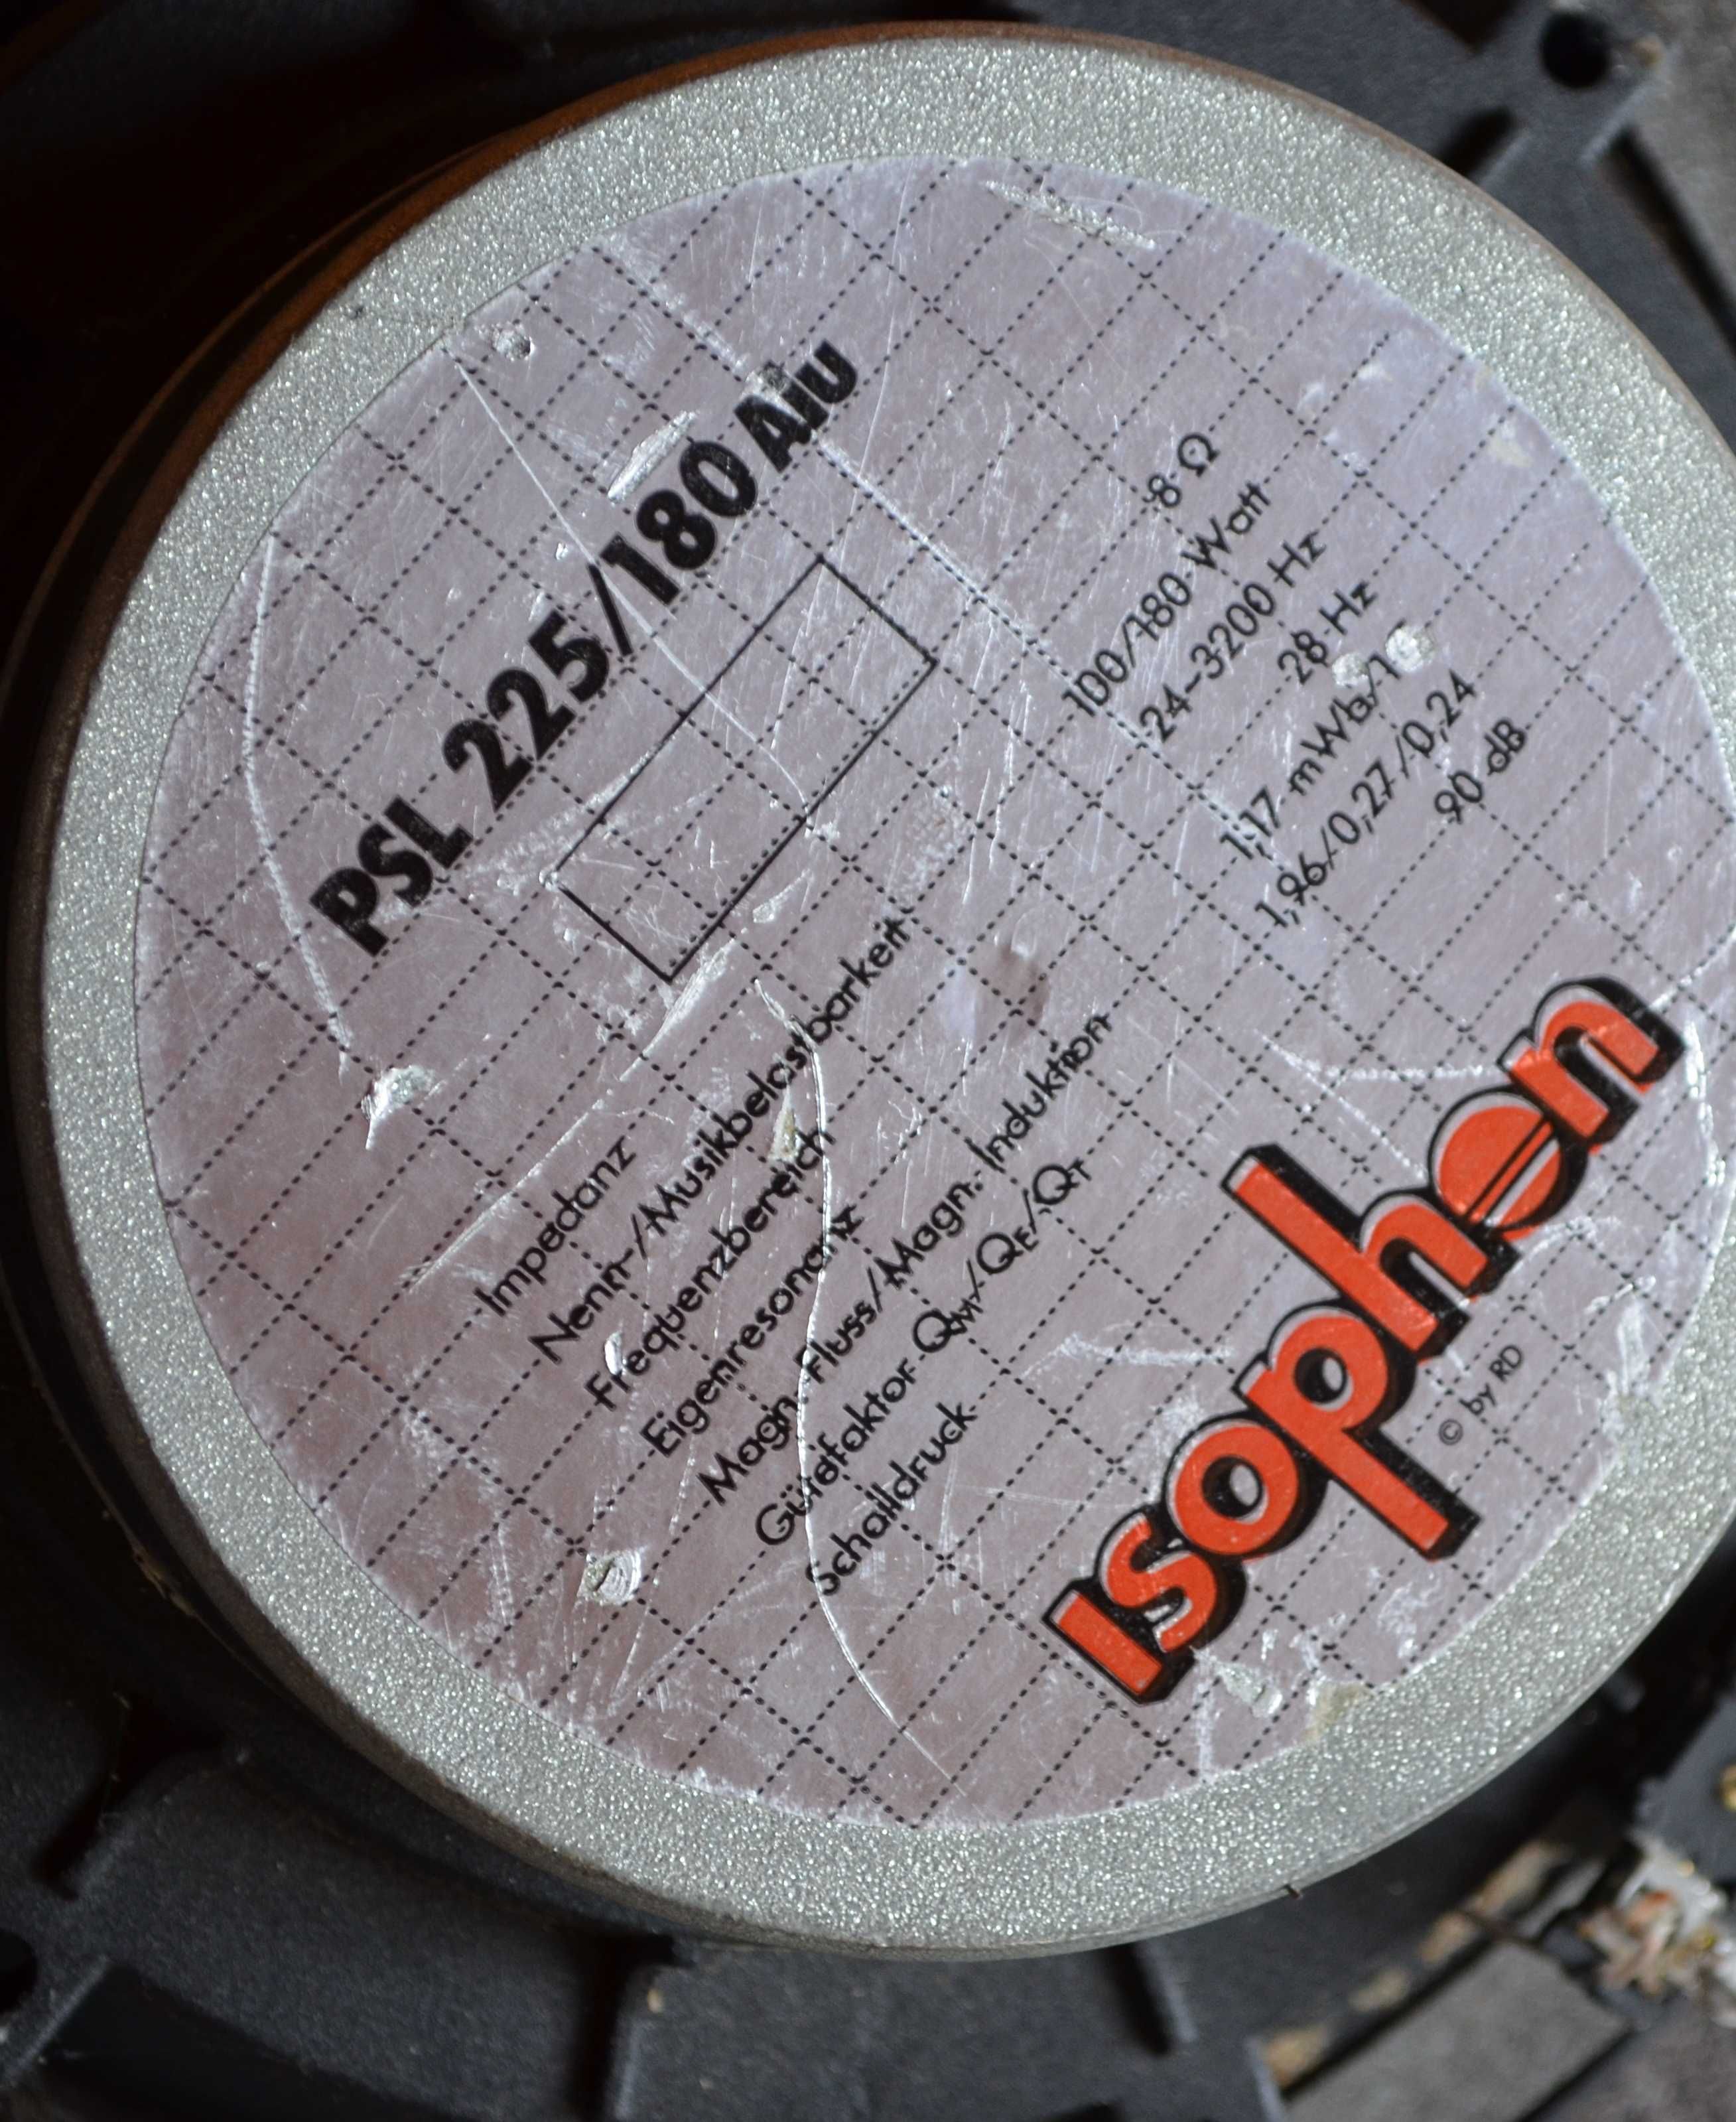 PSL 225/180 Alu
Impedanz 8 Ω
Nenn-/Musikbelastbarkeit 100/180 Watt
Frequenzbereich 24-3200 Hz
Eigenresonanz 28 Hz
Magn. Fluss/Magn. Induktion 1,17 mWb/1
Gütefaktor QM/QE/QT 1,96/0,27/0,24
Schalldruck 90 dB
isophon
© by RD